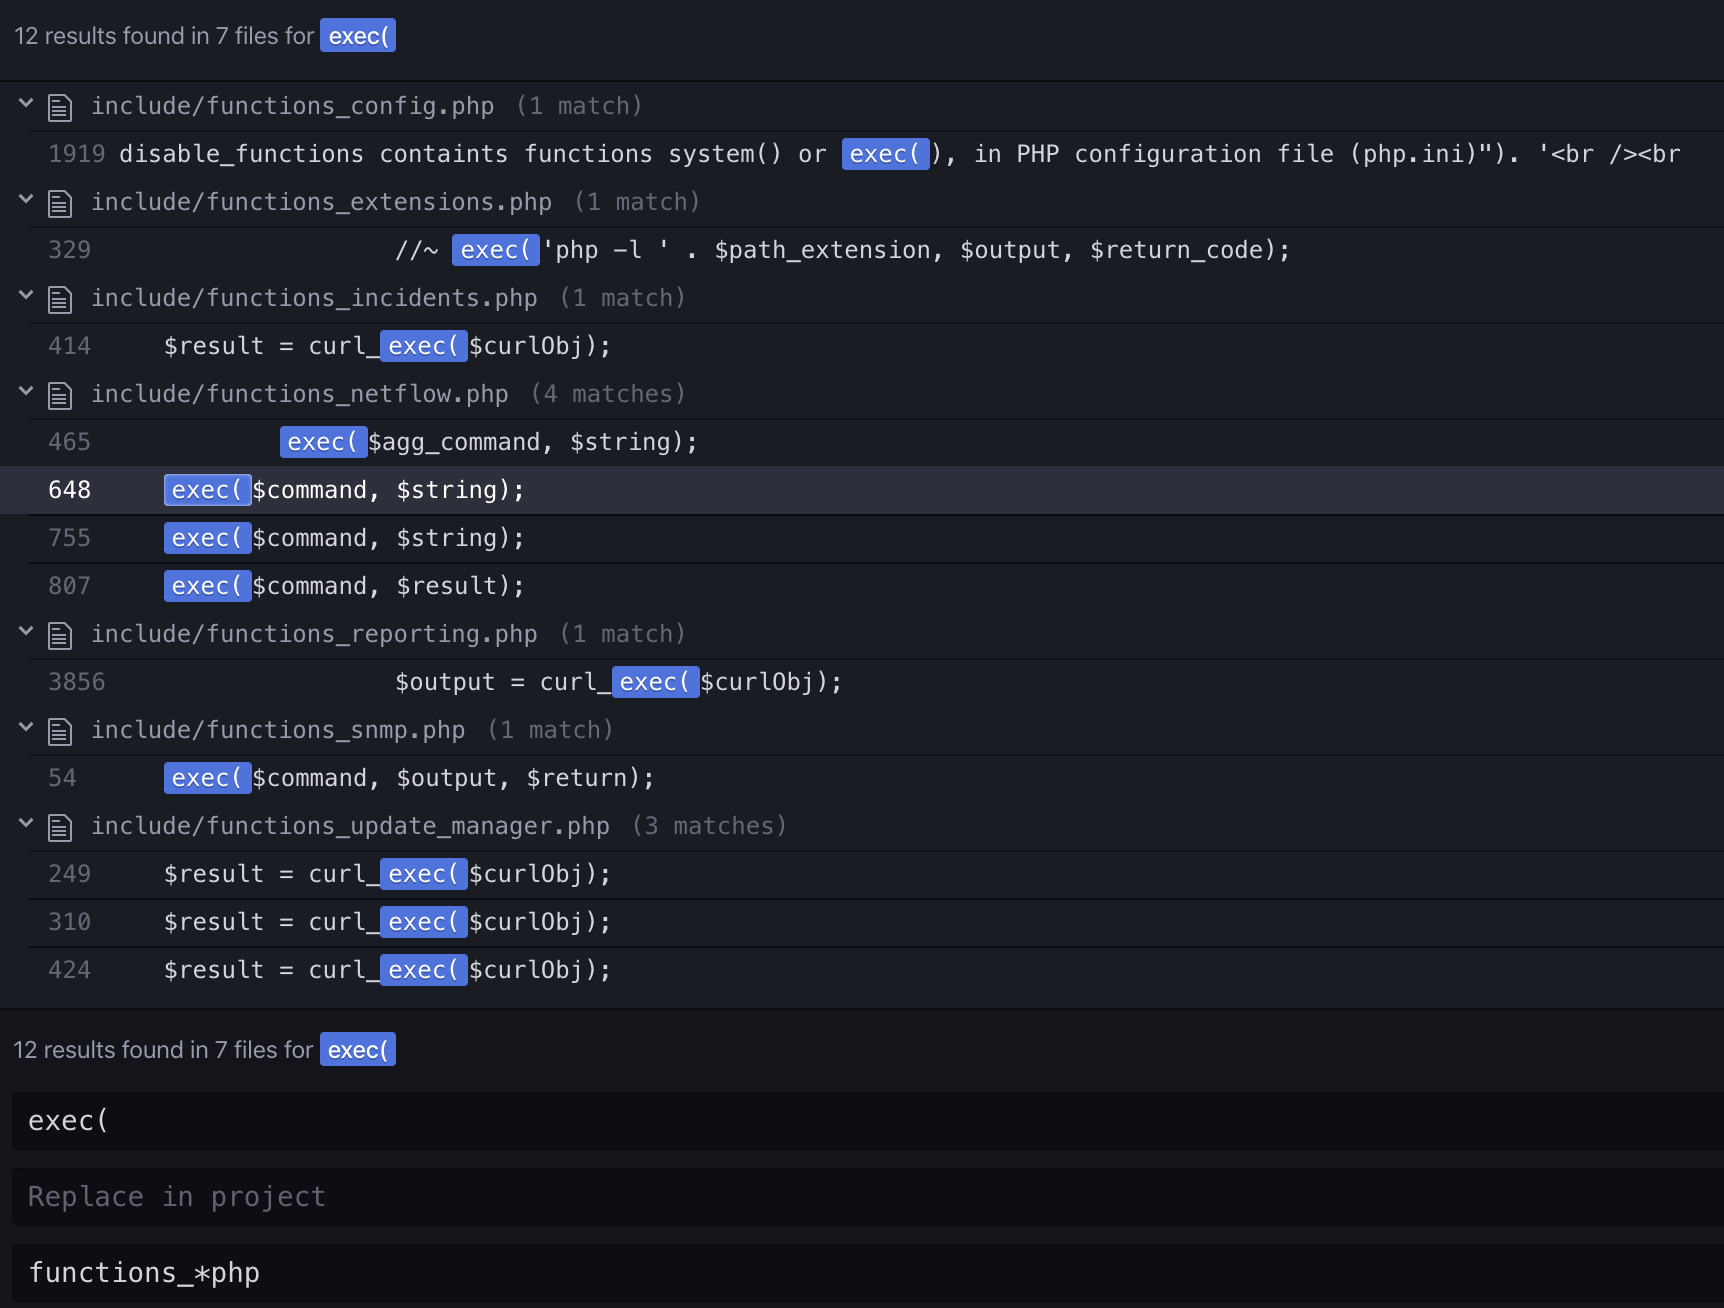 12 results found in 7 files for exec(
include/functions_config.php (1 match)
1919 disable_functions containts functions system() or exec(), in PHP configuration file (php.ini)"). '<br /><br
include/functions_extensions.php (1 match)
329 //~ exec('php -l ' . $path_extension, $output, $return_code);
include/functions_incidents.php (1 match)
414 $result = curl_exec($curlObj);
include/functions_netflow.php (4 matches)
465 exec($agg_command, $string);
648 exec($command, $string);
755 exec($command, $string);
807 exec($command, $result);
include/functions_reporting.php (1 match)
3856 $output = curl_exec($curlObj);
include/functions_snmp.php (1 match)
54 exec($command, $output, $return);
include/functions_update_manager.php (3 matches)
249 $result = curl_exec($curlObj);
310 $result = curl_exec($curlObj);
424 $result = curl_exec($curlObj);
12 results found in 7 files for exec(
exec(
Replace in project
functions_*php